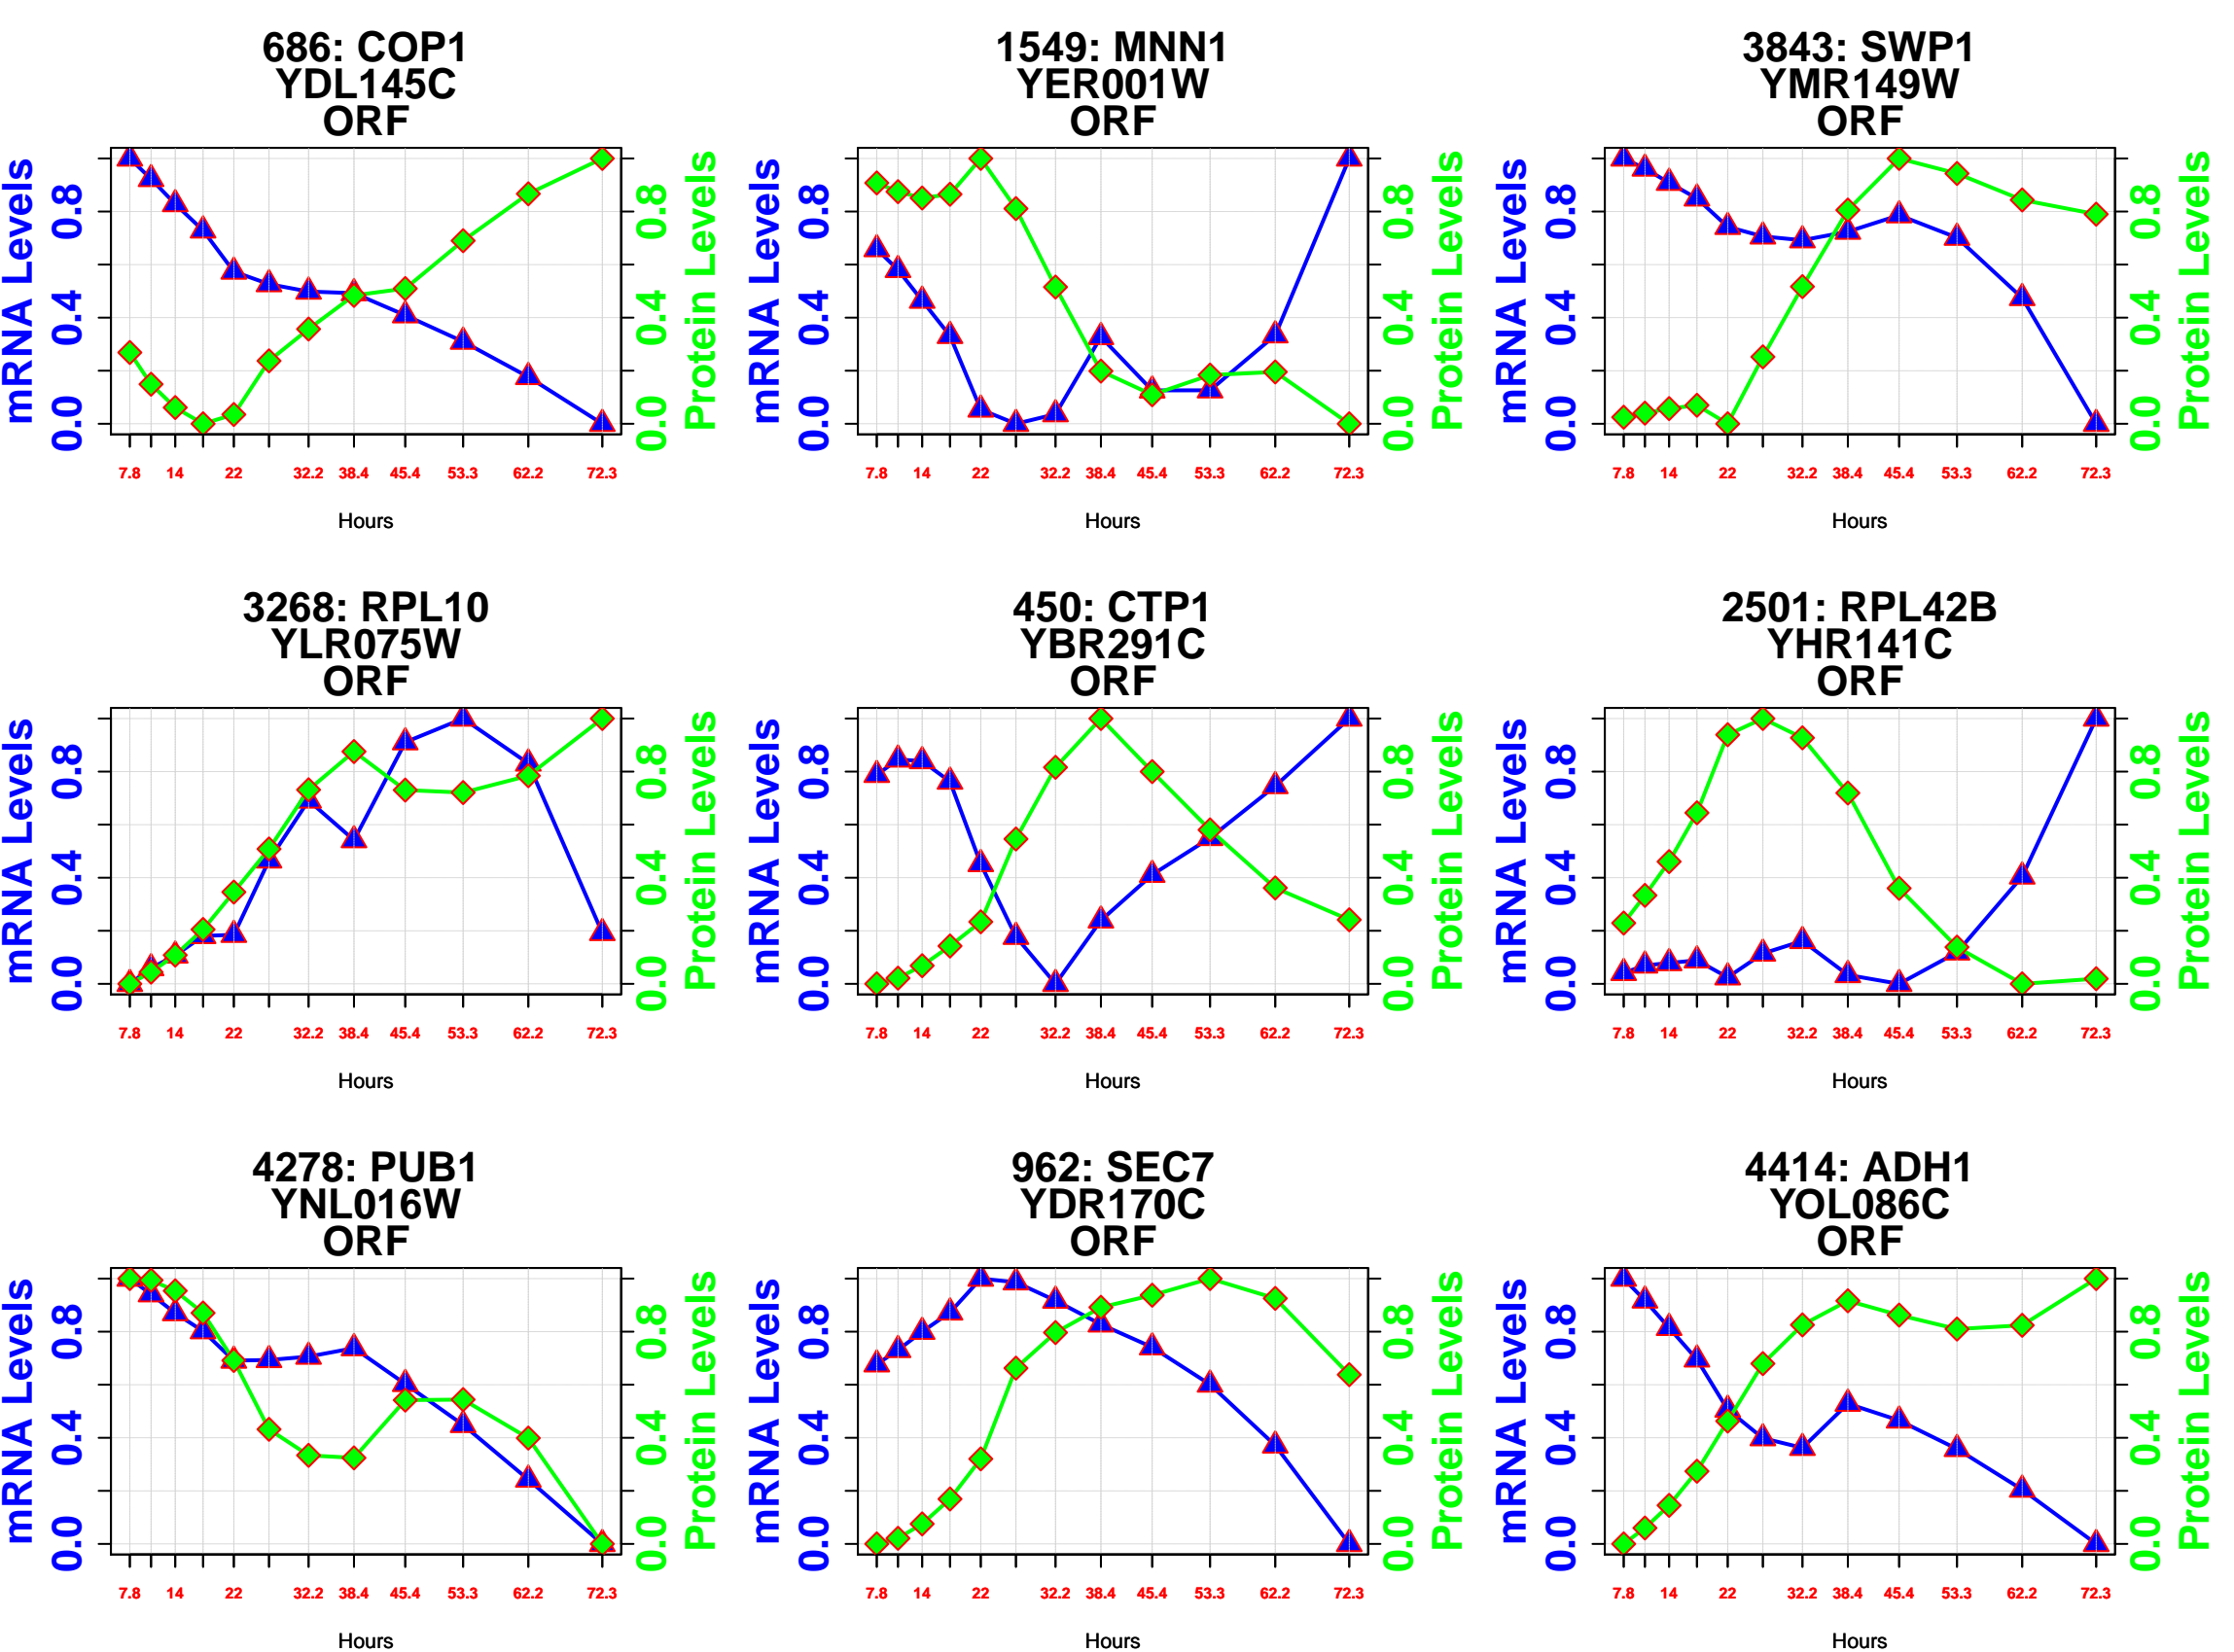 686: COP1
YDL145C
ORF
mRNA Levels
0.0 0.4 0.8
0.0 0.4 0.8
Protein Levels
7.8 14 22 32.2 38.4 45.4 53.3 62.2 72.3
Hours
1549: MNN1
YER001W
ORF
mRNA Levels
0.0 0.4 0.8
0.0 0.4 0.8
Protein Levels
7.8 14 22 32.2 38.4 45.4 53.3 62.2 72.3
Hours
3843: SWP1
YMR149W
ORF
mRNA Levels
0.0 0.4 0.8
0.0 0.4 0.8
Protein Levels
7.8 14 22 32.2 38.4 45.4 53.3 62.2 72.3
Hours
3268: RPL10
YLR075W
ORF
mRNA Levels
0.0 0.4 0.8
0.0 0.4 0.8
Protein Levels
7.8 14 22 32.2 38.4 45.4 53.3 62.2 72.3
Hours
450: CTP1
YBR291C
ORF
mRNA Levels
0.0 0.4 0.8
0.0 0.4 0.8
Protein Levels
7.8 14 22 32.2 38.4 45.4 53.3 62.2 72.3
Hours
2501: RPL42B
YHR141C
ORF
mRNA Levels
0.0 0.4 0.8
0.0 0.4 0.8
Protein Levels
7.8 14 22 32.2 38.4 45.4 53.3 62.2 72.3
Hours
4278: PUB1
YNL016W
ORF
mRNA Levels
0.0 0.4 0.8
0.0 0.4 0.8
Protein Levels
7.8 14 22 32.2 38.4 45.4 53.3 62.2 72.3
Hours
962: SEC7
YDR170C
ORF
mRNA Levels
0.0 0.4 0.8
0.0 0.4 0.8
Protein Levels
7.8 14 22 32.2 38.4 45.4 53.3 62.2 72.3
Hours
4414: ADH1
YOL086C
ORF
mRNA Levels
0.0 0.4 0.8
0.0 0.4 0.8
Protein Levels
7.8 14 22 32.2 38.4 45.4 53.3 62.2 72.3
Hours